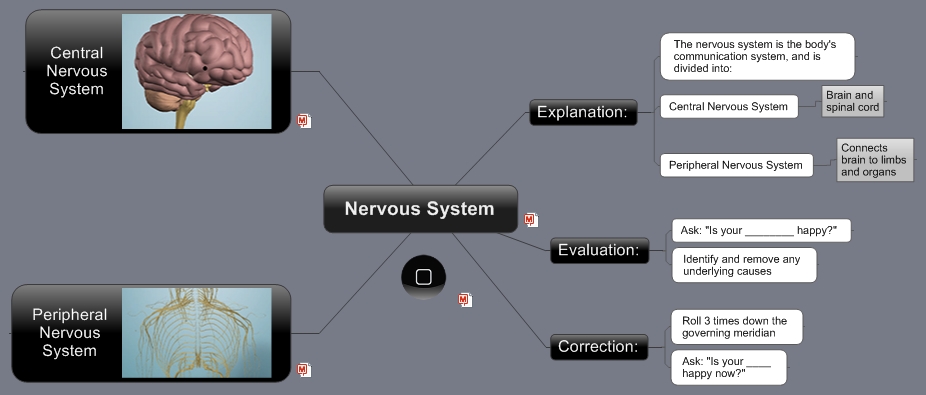 Central
Nervous
System
Nervous System
Peripheral
Nervous
System
Explanation:
The nervous system is the body's
communication system, and is
divided into:
Central Nervous System
Brain and
spinal cord
Peripheral Nervous System
Connects
brain to limbs
and organs
Evaluation:
Ask: "Is your ________ happy?"
Identify and remove any
underlying causes
Correction:
Roll 3 times down the
governing meridian
Ask: "Is your ____
happy now?"
M
M
M
M